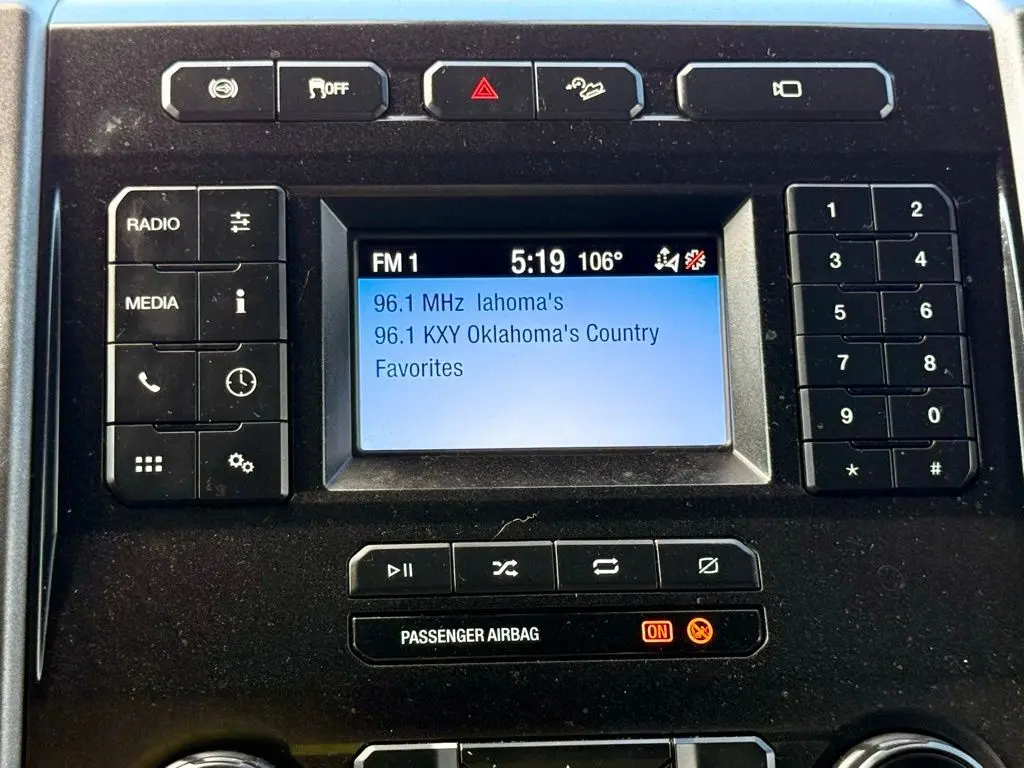 OFF
RADIO
MEDIA
FM 1 5:19 106°
96.1 MHz lahoma's
96.1 KXY Oklahoma's Country
Favorites
1 2
3 4
5 6
7 8
9 0
* #
PASSENGER AIRBAG ON